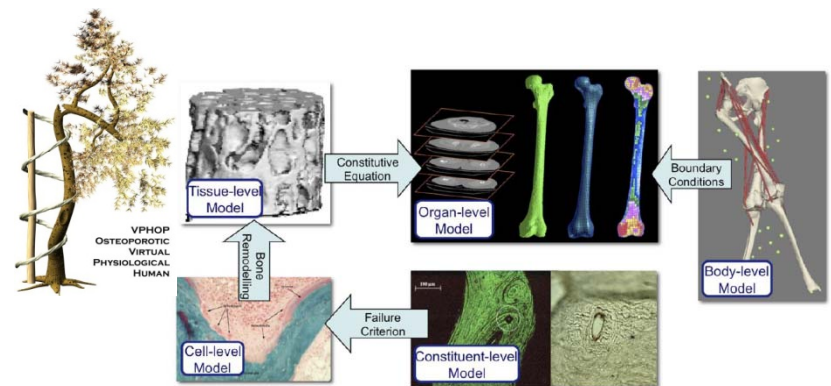 VPHOP
OSTEOPOROTIC
VIRTUAL
PHYSIOLOGICAL
HUMAN
Tissue-level
Model
Constitutive
Equation
Organ-level
Model
Boundary
Conditions
Body-level
Model
Bone
Remodelling
Cell-level
Model
Failure
Criterion
Constituent-level
Model